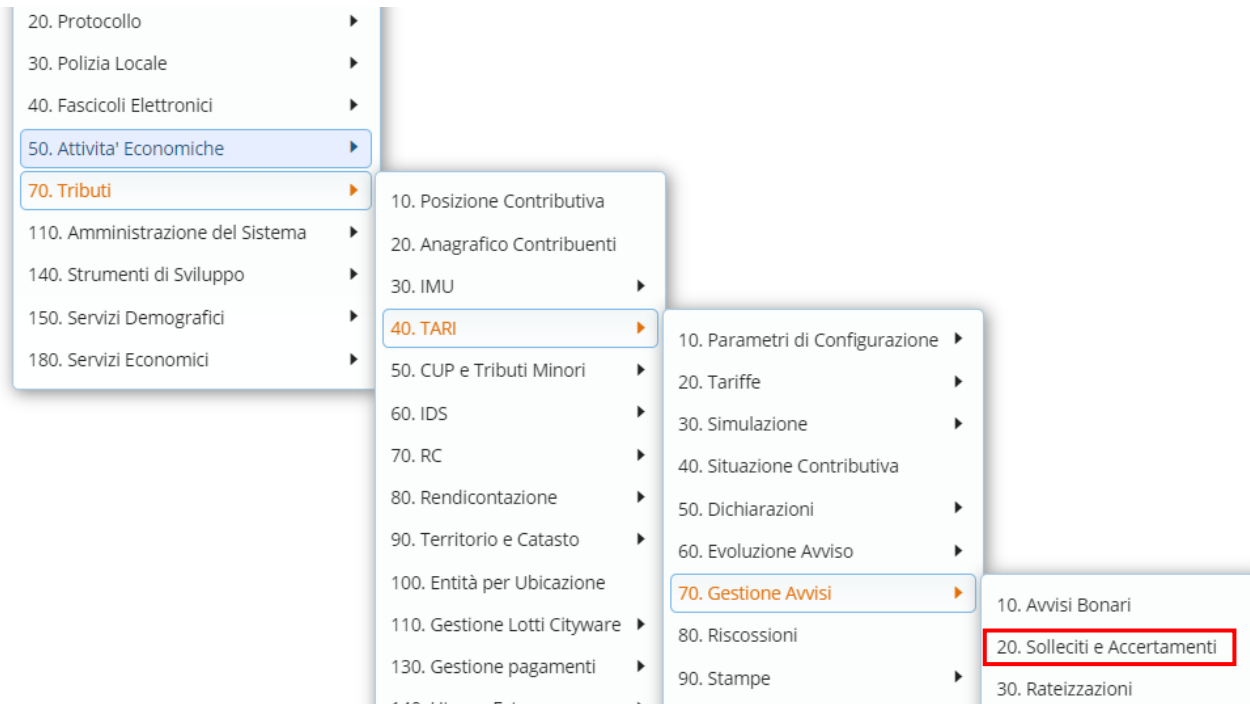 20. Protocollo
30. Polizia Locale
40. Fascicoli Elettronici
50. Attivita' Economiche
70. Tributi
110. Amministrazione del Sistema
140. Strumenti di Sviluppo
150. Servizi Demografici
180. Servizi Economici
10. Posizione Contributiva
20. Anagrafico Contribuenti
30. IMU
40. TARI
50. CUP e Tributi Minori
60. IDS
70. RC
80. Rendicontazione
90. Territorio e Catasto
100. Entità per Ubicazione
110. Gestione Lotti Cityware
130. Gestione pagamenti
10. Parametri di Configurazione
20. Tariffe
30. Simulazione
40. Situazione Contributiva
50. Dichiarazioni
60. Evoluzione Avviso
70. Gestione Avvisi
80. Riscossioni
90. Stampe
10. Avvisi Bonari
20. Solleciti e Accertamenti
30. Rateizzazioni